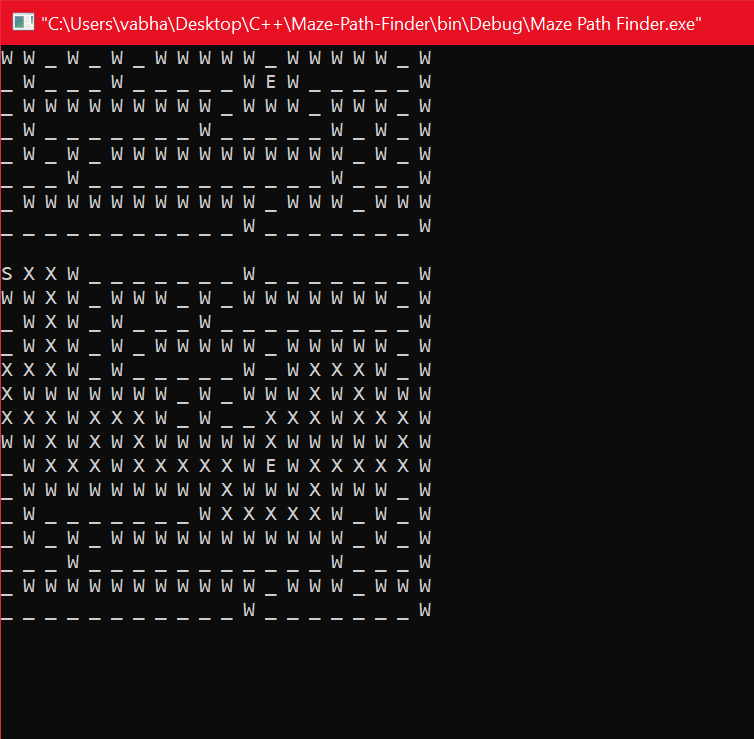 "C:\Users\vabha\Desktop\C++\Maze-Path-Finder\bin\Debug\Maze Path Finder.exe"
W W _ W _ W _ W W W W W _ W W W W W _ W
_ W _ _ _ W _ _ _ _ _ W E W _ _ _ _ _ W
_ W W W W W W W W W _ W W W _ W W W _ W
_ W _ _ _ _ _ _ _ W _ _ _ _ _ W _ W _ W
_ W _ W _ W W W W W W W W W W W _ W _ W
_ _ _ W _ _ _ _ _ _ _ _ _ _ _ W _ _ _ W
_ W W W W W W W W W W W _ W W W _ W W W
_ _ _ _ _ _ _ _ _ _ _ W _ _ _ _ _ _ _ W
S X X W _ _ _ _ _ _ _ W _ _ _ _ _ _ _ W
W W X W _ W W W _ W _ W W W W W W W _ W
_ W X W _ W _ _ _ W _ _ _ _ _ _ _ _ _ W
_ W X W _ W _ W W W W W _ W W W W W _ W
X X X W _ W _ _ _ _ _ W _ W X X X W _ W
X W W W W W W W _ W _ W W W X W X W W W
X X X W X X X W _ W _ _ X X X W X X X W
W W X W X W X W W W W W X W W W W W X W
_ W X X X W X X X X X W E W X X X X X W
_ W W W W W W W W W X W W W X W W W _ W
_ W _ _ _ _ _ _ _ W X X X X X W _ W _ W
_ W _ W _ W W W W W W W W W W W _ W _ W
_ _ _ W _ _ _ _ _ _ _ _ _ _ _ W _ _ _ W
_ W W W W W W W W W W W _ W W W _ W W W
_ _ _ _ _ _ _ _ _ _ _ W _ _ _ _ _ _ _ W